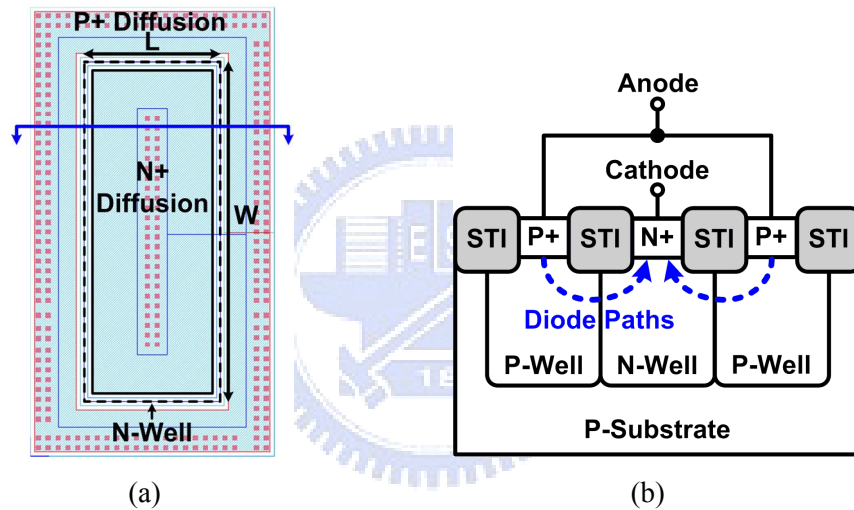 P+ Diffusion
L
N+
Diffusion
W
N-Well
(a)
Anode
Cathode
STI P+ STI N+ STI P+ STI
Diode Paths
P-Well N-Well P-Well
P-Substrate
(b)